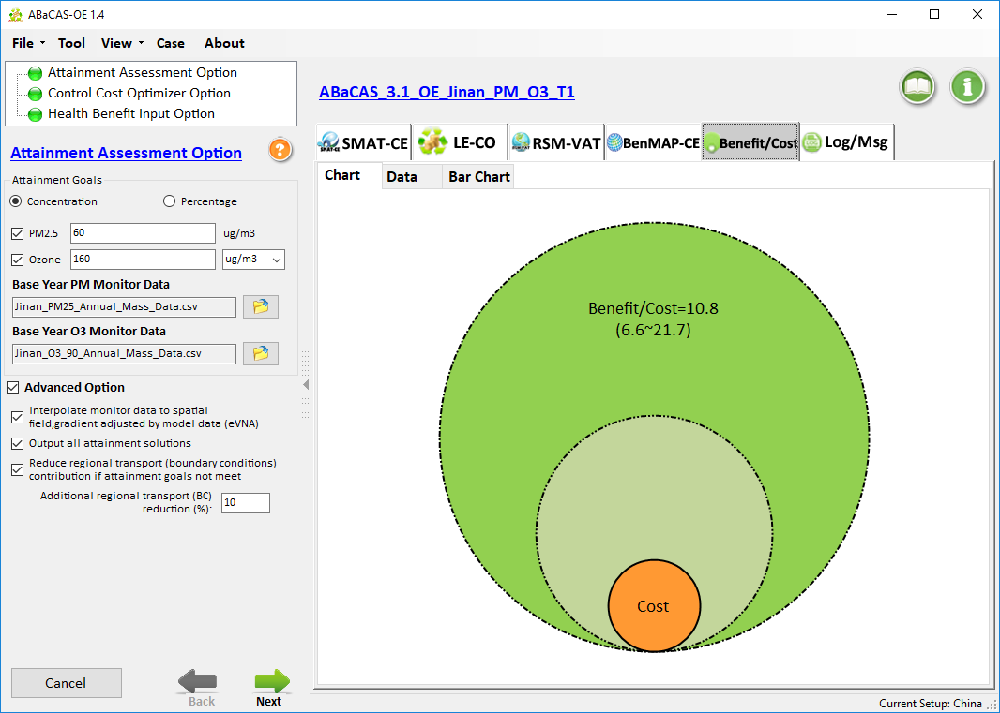 ABaCAS-OE 1.4
File Tool View Case About
Attainment Assessment Option
Control Cost Optimizer Option
Health Benefit Input Option
Attainment Assessment Option
?
Attainment Goals
Concentration Percentage
PM2.5 60 ug/m3
Ozone 160 ug/m3
Base Year PM Monitor Data
Jinan_PM25_Annual_Mass_Data.csv
Base Year O3 Monitor Data
Jinan_O3_90_Annual_Mass_Data.csv
Advanced Option
Interpolate monitor data to spatial
field,gradient adjusted by model data (eVNA)
Output all attainment solutions
Reduce regional transport (boundary conditions)
contribution if attainment goals not meet
Additional regional transport (BC)
reduction (%): 10
Cancel Back Next
ABaCAS_3.1_OE_Jinan_PM_O3_T1
i
SMAT-CE LE-CO RSM-VAT BenMAP-CE Benefit/Cost Log/Msg
Chart Data Bar Chart
Benefit/Cost=10.8
(6.6~21.7)
Cost
Current Setup: China